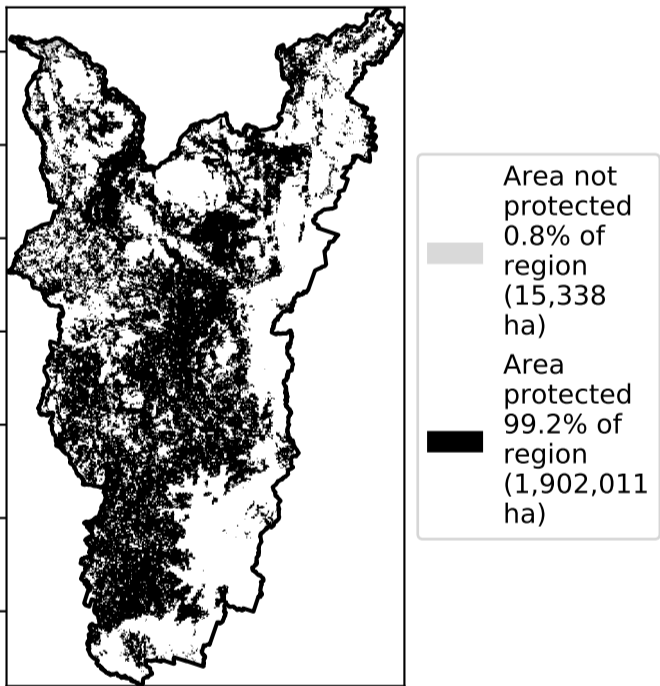 Area not
protected
0.8% of
region
(15,338
ha)
Area
protected
99.2% of
region
(1,902,011
ha)